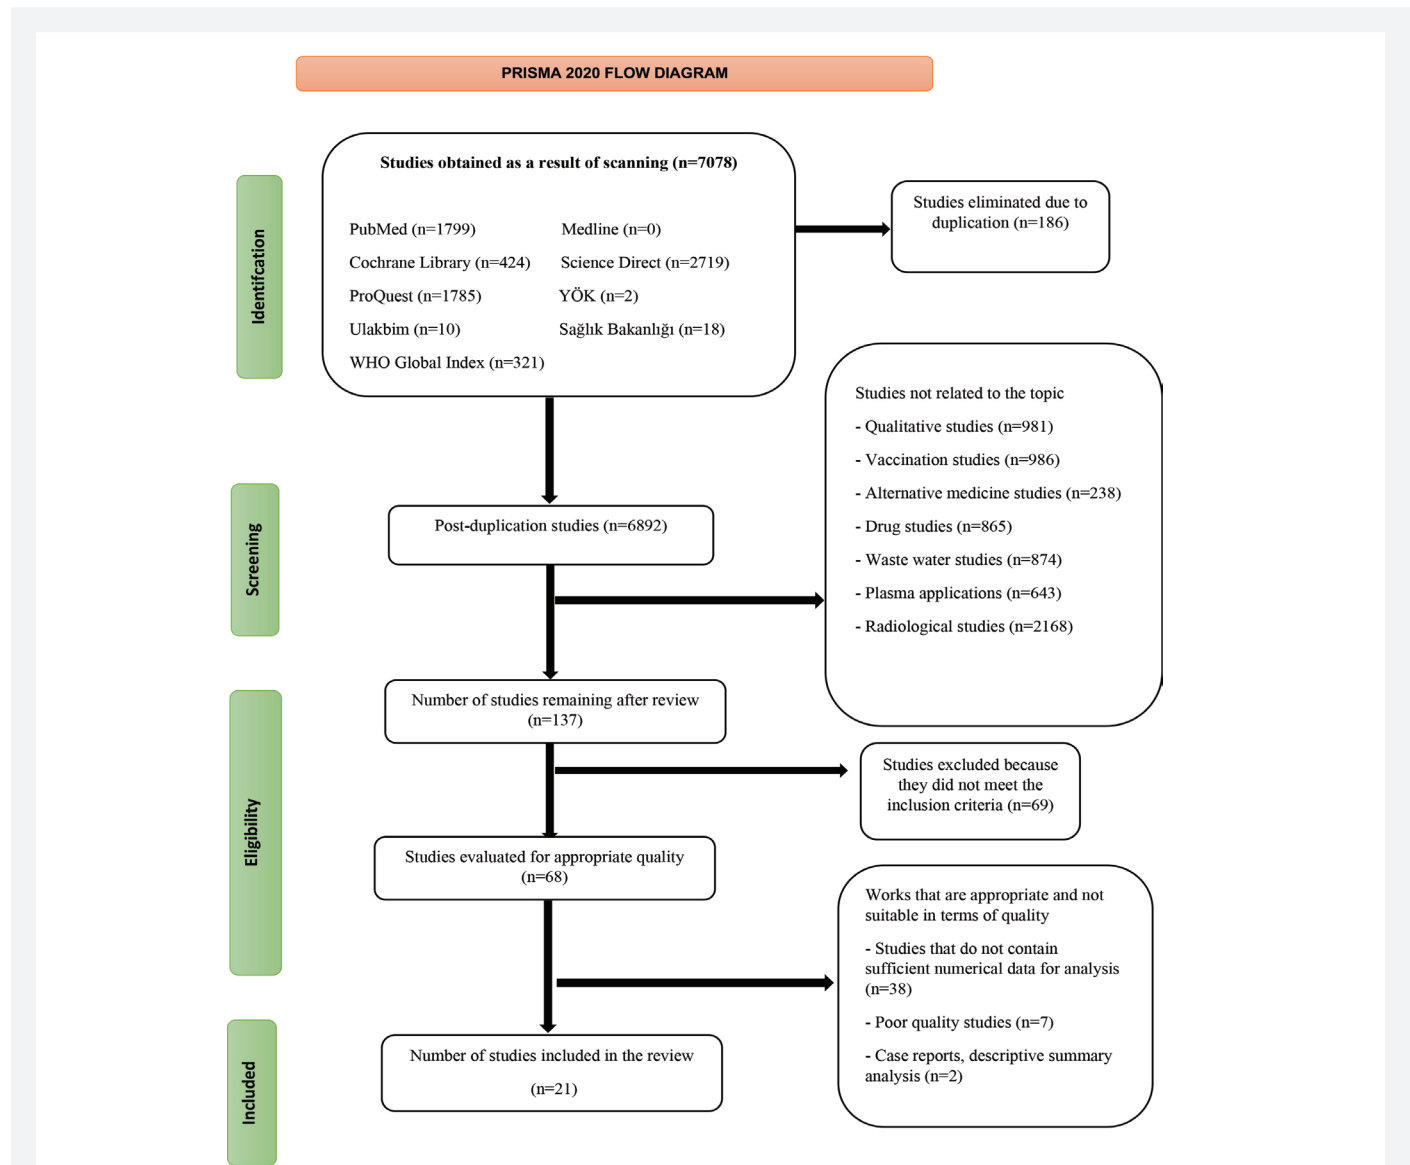 PRISMA 2020 FLOW DIAGRAM
Identifcation
Studies obtained as a result of scanning (n=7078)
PubMed (n=1799)
Medline (n=0)
Cochrane Library (n=424)
Science Direct (n=2719)
ProQuest (n=1785)
YÖK (n=2)
Ulakbim (n=10)
Sağlık Bakanlığı (n=18)
WHO Global Index (n=321)
Studies eliminated due to
duplication (n=186)
Screening
Post-duplication studies (n=6892)
Studies not related to the topic
- Qualitative studies (n=981)
- Vaccination studies (n=986)
- Alternative medicine studies (n=238)
- Drug studies (n=865)
- Waste water studies (n=874)
- Plasma applications (n=643)
- Radiological studies (n=2168)
Eligibility
Number of studies remaining after review
(n=137)
Studies excluded because
they did not meet the
inclusion criteria (n=69)
Studies evaluated for appropriate quality
(n=68)
Works that are appropriate and not
suitable in terms of quality
- Studies that do not contain
sufficient numerical data for analysis
(n=38)
- Poor quality studies (n=7)
- Case reports, descriptive summary
analysis (n=2)
Included
Number of studies included in the review
(n=21)